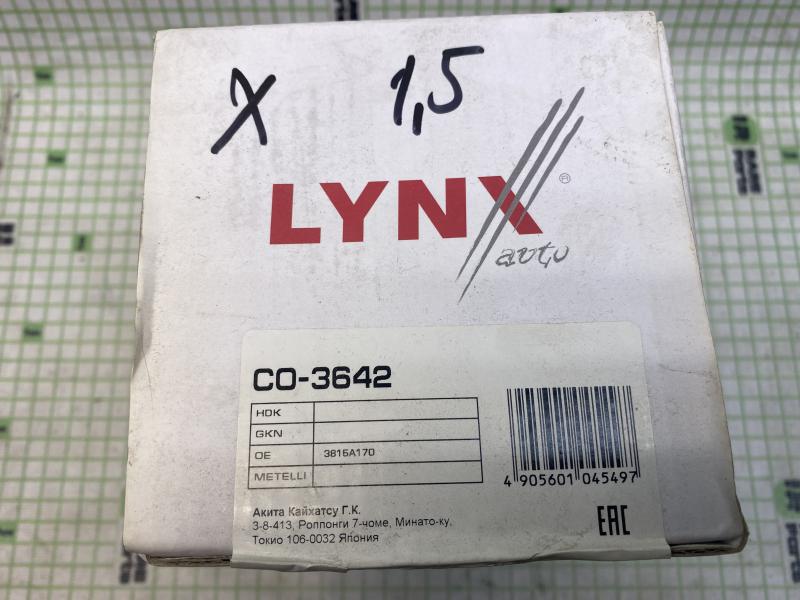 X 1,5
LYNX ®
auto
CO-3642
HDK
GKN
OE 3815A170
METELLI
4 905601 045497
Акита Кайхатсу Г.К.
3-8-413, Роппонги 7-чоме, Минато-ку,
Токио 106-0032 Япония
EAC